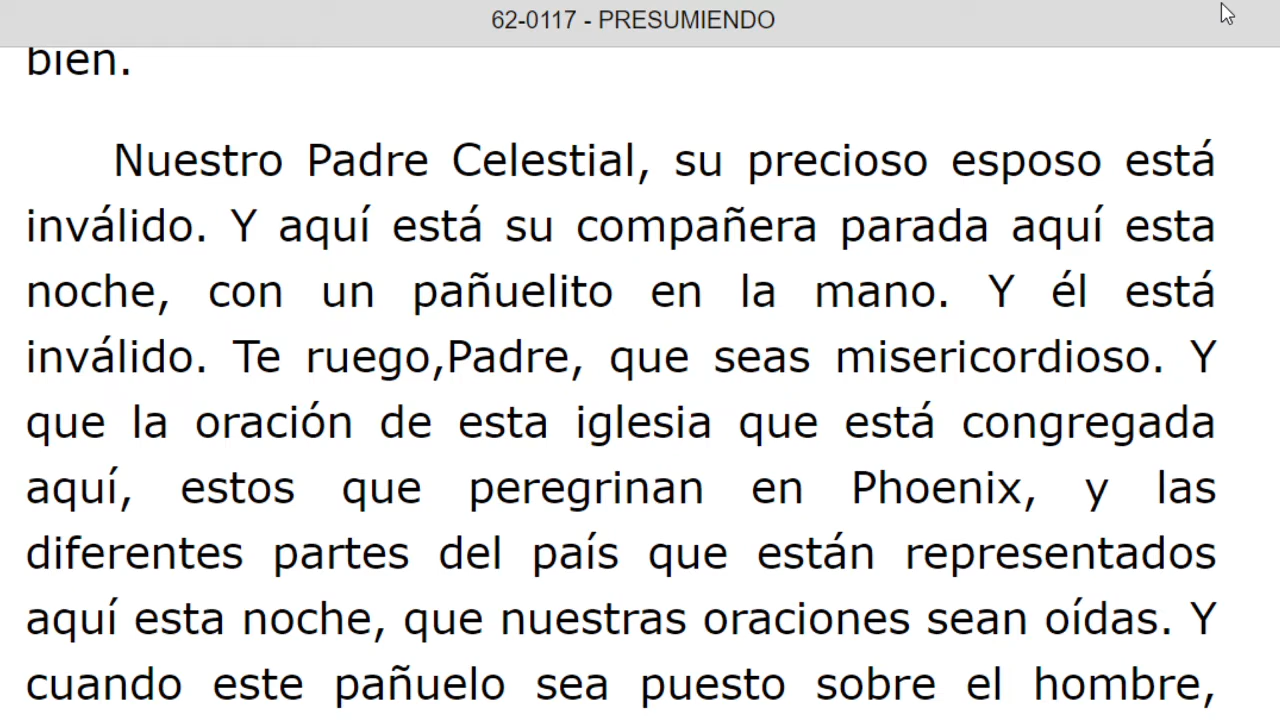 62-0117 - PRESUMIENDO
bien.
Nuestro Padre Celestial, su precioso esposo está
inválido. Y aquí está su compañera parada aquí esta
noche, con un pañuelito en la mano. Y él está
inválido. Te ruego,Padre, que seas misericordioso. Y
que la oración de esta iglesia que está congregada
aquí, estos que peregrinan en Phoenix, y las
diferentes partes del país que están representados
aquí esta noche, que nuestras oraciones sean oídas. Y
cuando este pañuelo sea puesto sobre el hombre,